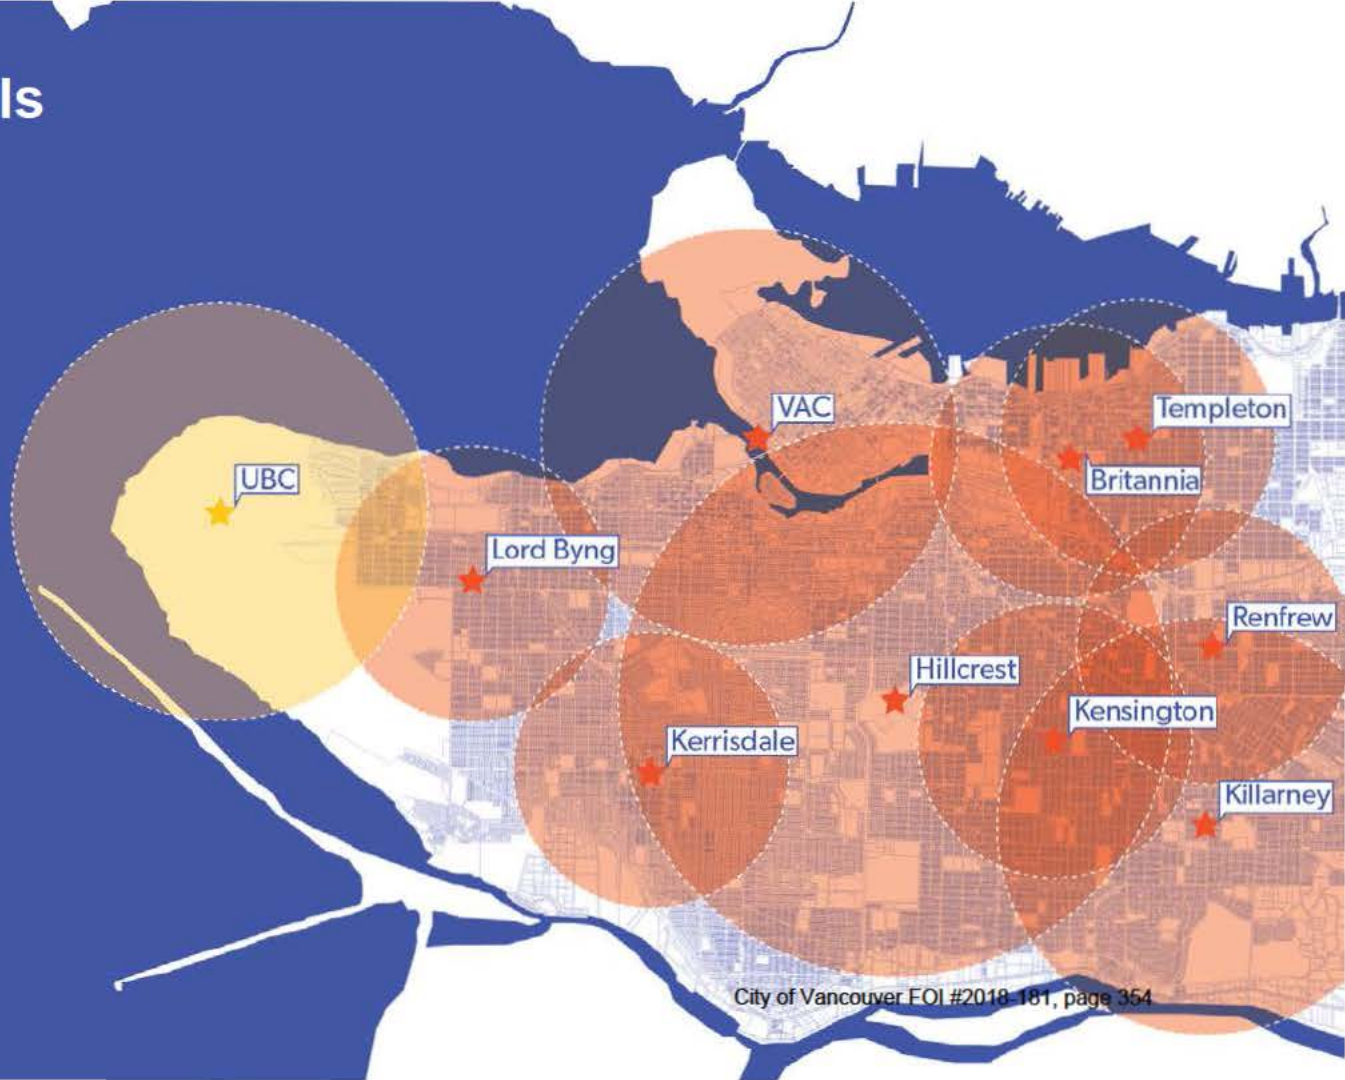 ls
VAC
Templeton
UBC
Britannia
Lord Byng
Renfrew
Hillcrest
Kensington
Kerrisdale
Killarney
City of Vancouver FOI #2018-181, page 354